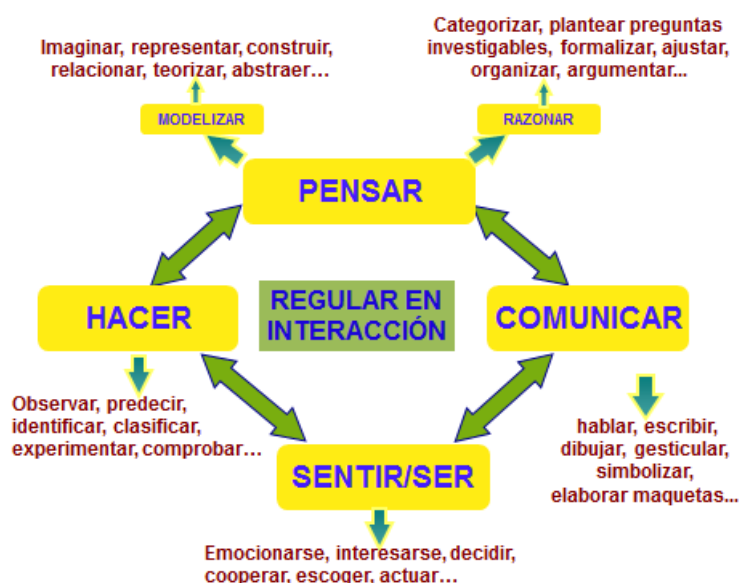 Imaginar, representar, construir,
relacionar, teorizar, abstraer...
Categorizar, plantear preguntas
investigables, formalizar, ajustar,
organizar, argumentar...
MODELIZAR
RAZONAR
PENSAR
HACER
REGULAR EN
INTERACCIÓN
COMUNICAR
Observar, predecir,
identificar, clasificar,
experimentar, comprobar...
hablar, escribir,
dibujar, gesticular,
simbolizar,
elaborar maquetas...
SENTIR/SER
Emocionarse, interesarse, decidir,
cooperar, escoger, actuar...